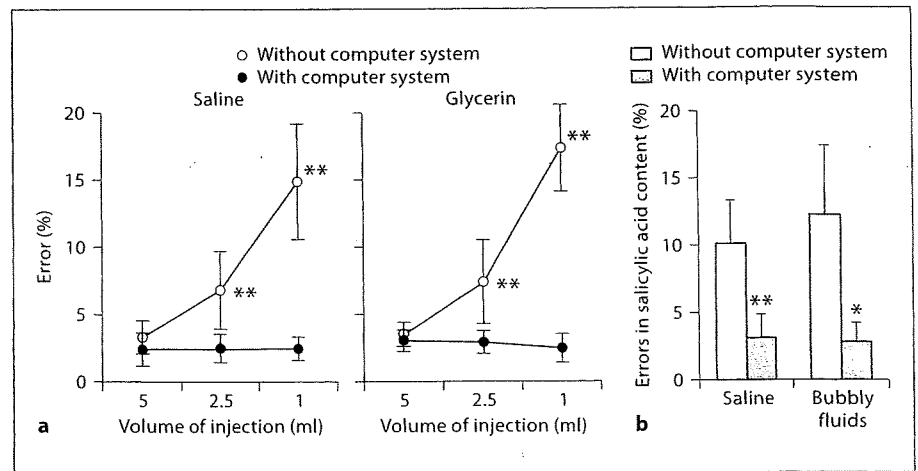 Without computer system
With computer system
Saline
Glycerin
Error (%)
20
15
10
5
0
**
**
**
**
5
2.5
1
5
2.5
1
Volume of injection (ml)
Volume of injection (ml)
a
Without computer system
With computer system
Errors in salicylic acid content (%)
20
15
10
5
0
**
*
Saline
Bubbly
fluids
b